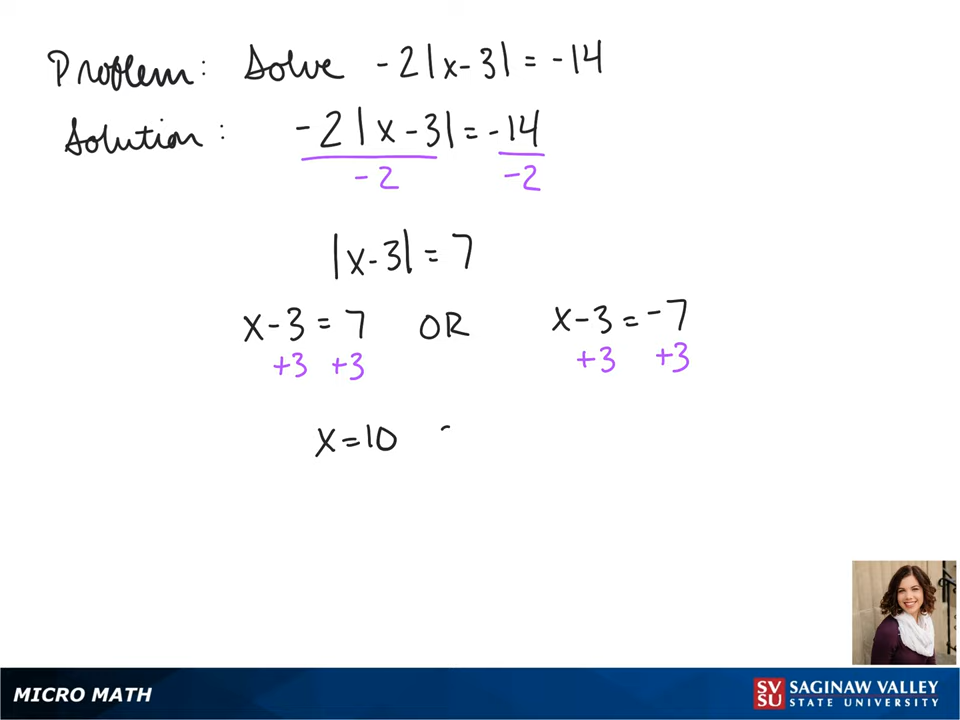 Problem: Solve -2|x-3| = -14
Solution: -2|x-3| = -14
-2 -2
|x-3| = 7
x-3 = 7 OR x-3 = -7
+3 +3 +3 +3
x=10
MICRO MATH SV SU SAGINAW VALLEY
STATE UNIVERSITY